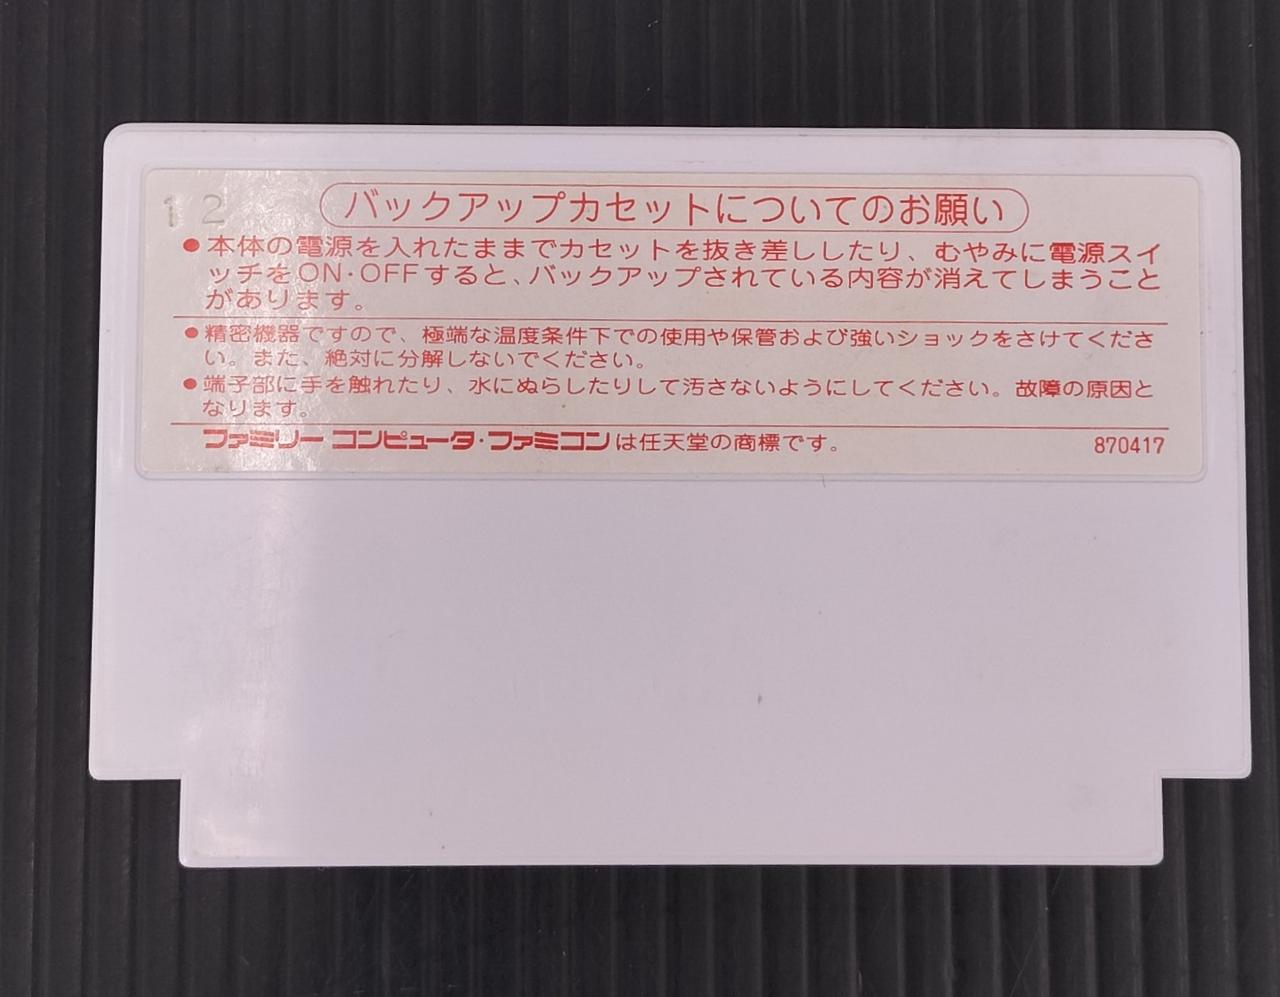 12
バックアップカセットについてのお願い
●本体の電源を入れたままでカセットを抜き差ししたり、むやみに電源スイ
ッチをON・OFFすると、バックアップされている内容が消えてしまうこと
があります。
●精密機器ですので、極端な温度条件下での使用や保管および強いショックをさけてくださ
い。また、絶対に分解しないでください。
●端子部に手を触れたり、水にぬらしたりして汚さないようにしてください。故障の原因と
なります。
ファミリー コンピュータ・ファミコンは任天堂の商標です。 870417